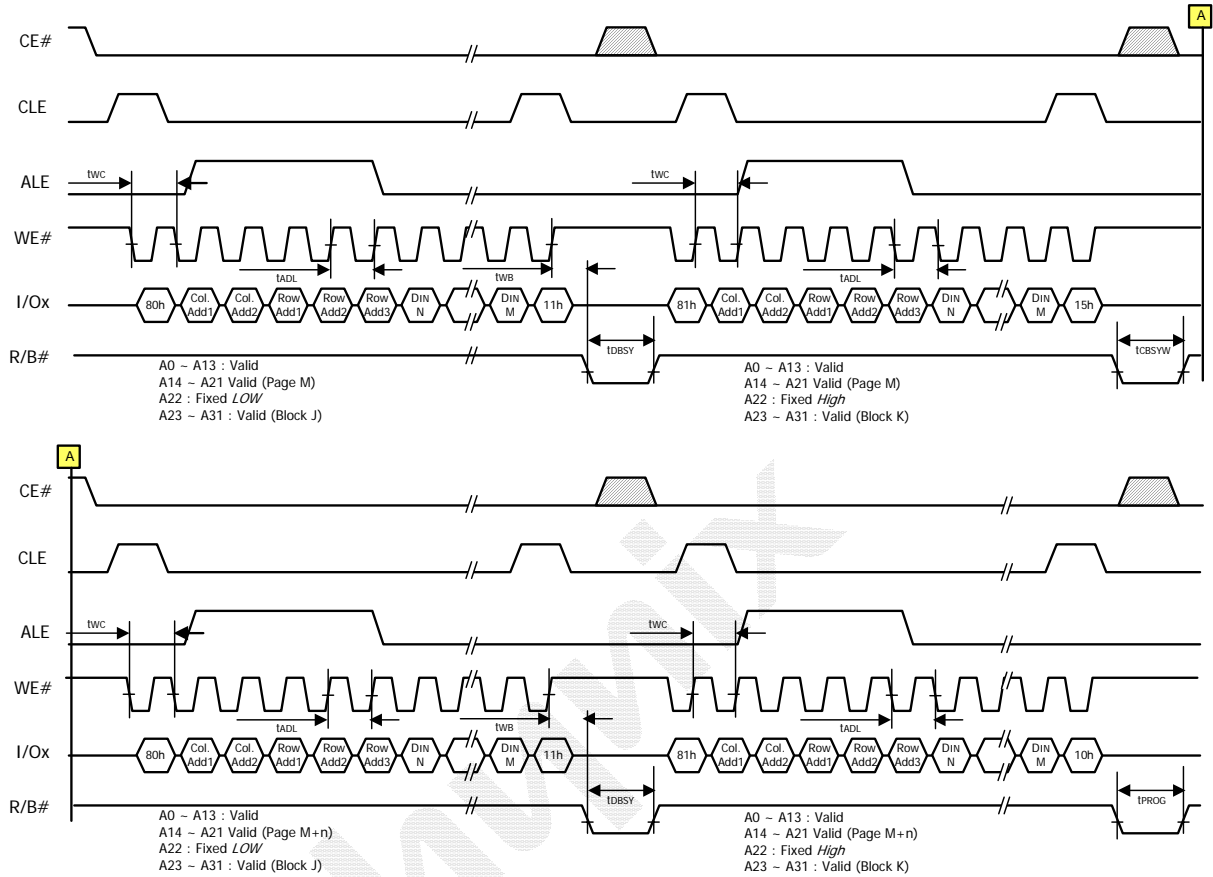 A
CE#
CLE
ALE
tWC
tWC
WE#
tADL
tWB
tADL
I/Ox
80h Col. Add1 Col. Add2 Row Add1 Row Add2 Row Add3 DIN N DIN M 11h 81h Col. Add1 Col. Add2 Row Add1 Row Add2 Row Add3 DIN N DIN M 15h
R/B#
tDBSY
tCBSYW
A0 ~ A13 : Valid
A14 ~ A21 Valid (Page M)
A22 : Fixed LOW
A23 ~ A31 : Valid (Block J)
A0 ~ A13 : Valid
A14 ~ A21 Valid (Page M)
A22 : Fixed High
A23 ~ A31 : Valid (Block K)
A
CE#
CLE
ALE
tWC
tWC
WE#
tADL
tWB
tADL
I/Ox
80h Col. Add1 Col. Add2 Row Add1 Row Add2 Row Add3 DIN N DIN M 11h 81h Col. Add1 Col. Add2 Row Add1 Row Add2 Row Add3 DIN N DIN M 10h
R/B#
tDBSY
tPROG
A0 ~ A13 : Valid
A14 ~ A21 Valid (Page M+n)
A22 : Fixed LOW
A23 ~ A31 : Valid (Block J)
A0 ~ A13 : Valid
A14 ~ A21 Valid (Page M+n)
A22 : Fixed High
A23 ~ A31 : Valid (Block K)